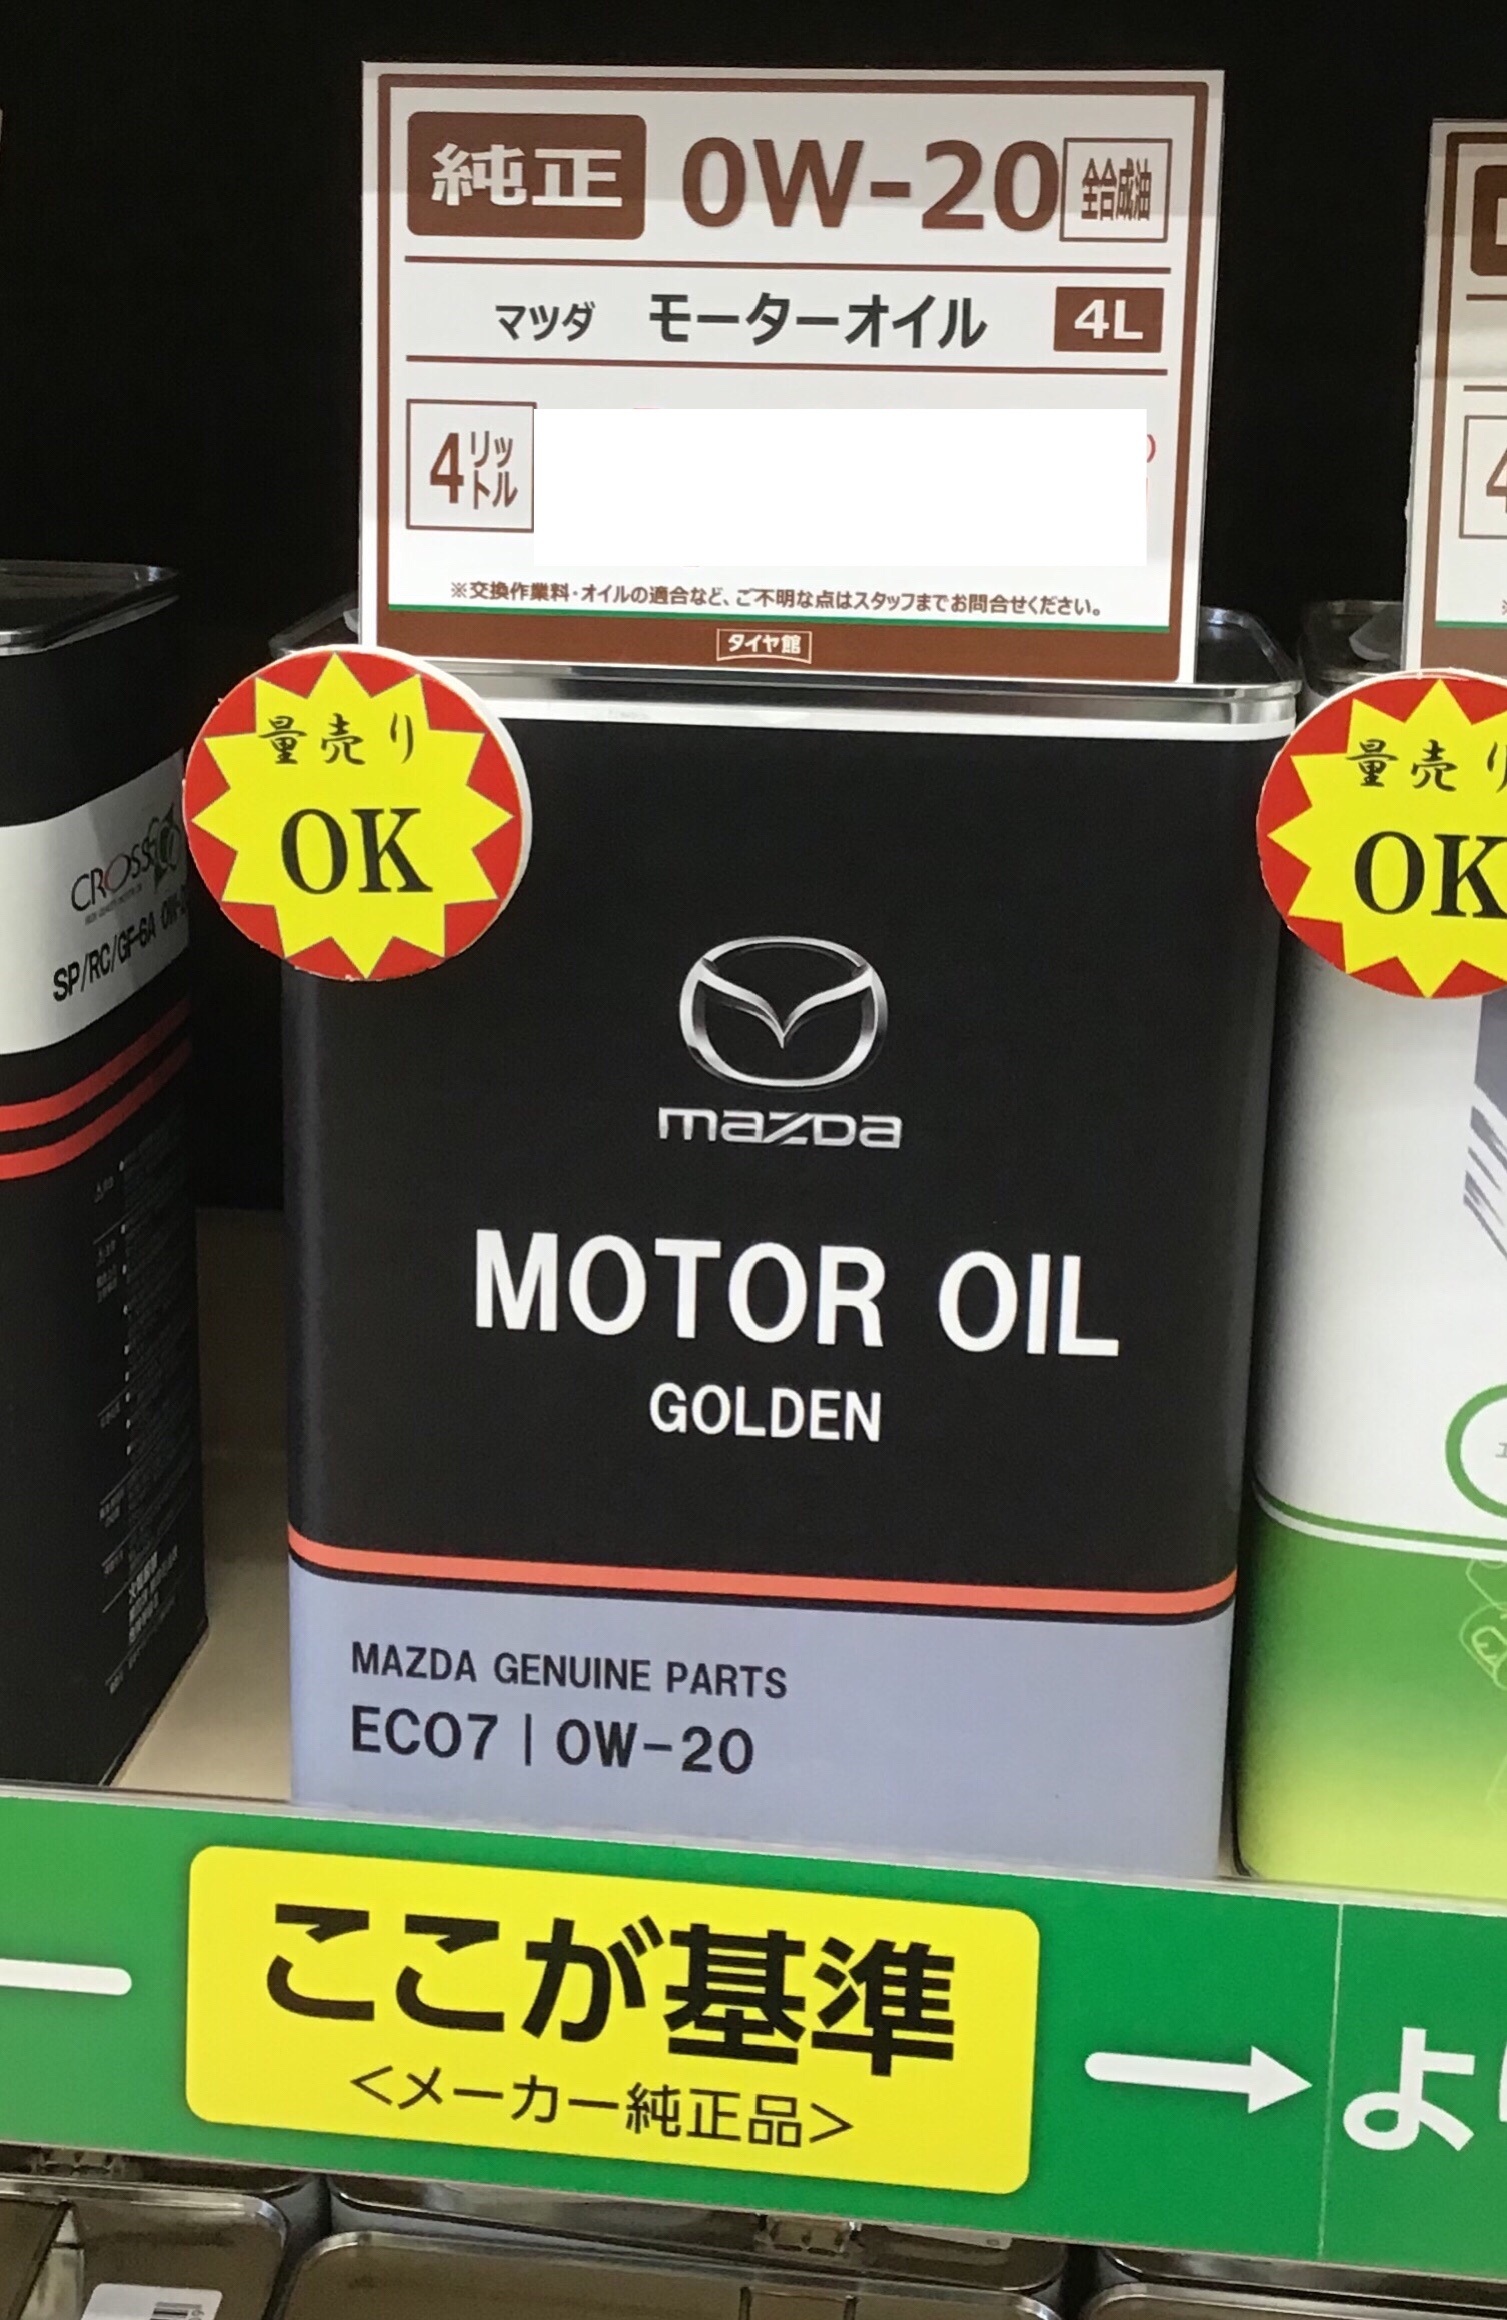 純正 0W-20 全合成油
マツダ モーターオイル 4L
4リットル
※交換作業料・オイルの適合など、ご不明な点はスタッフまでお問合せください。
タイヤ館
量売り
OK
量売り
OK
CROSS
SP/RC/GF-6A 0W-2
mazda
MOTOR OIL
GOLDEN
MAZDA GENUINE PARTS
ECO7 | 0W-20
ここが基準
<メーカー純正品>
→
よ